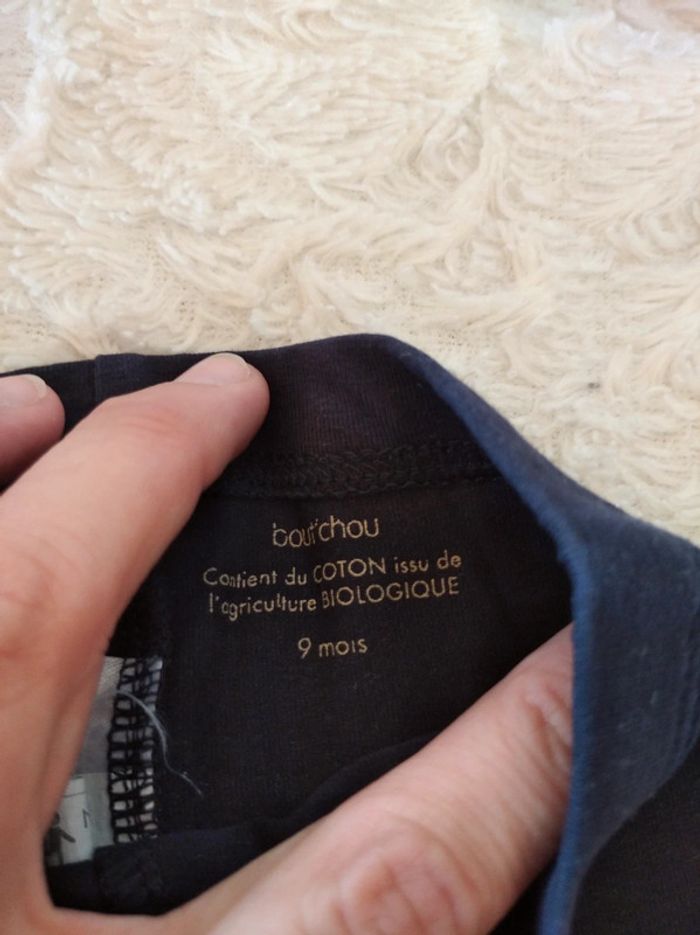 bout'chou
Contient du COTON issu de
l'agriculture BIOLOGIQUE
9 mois